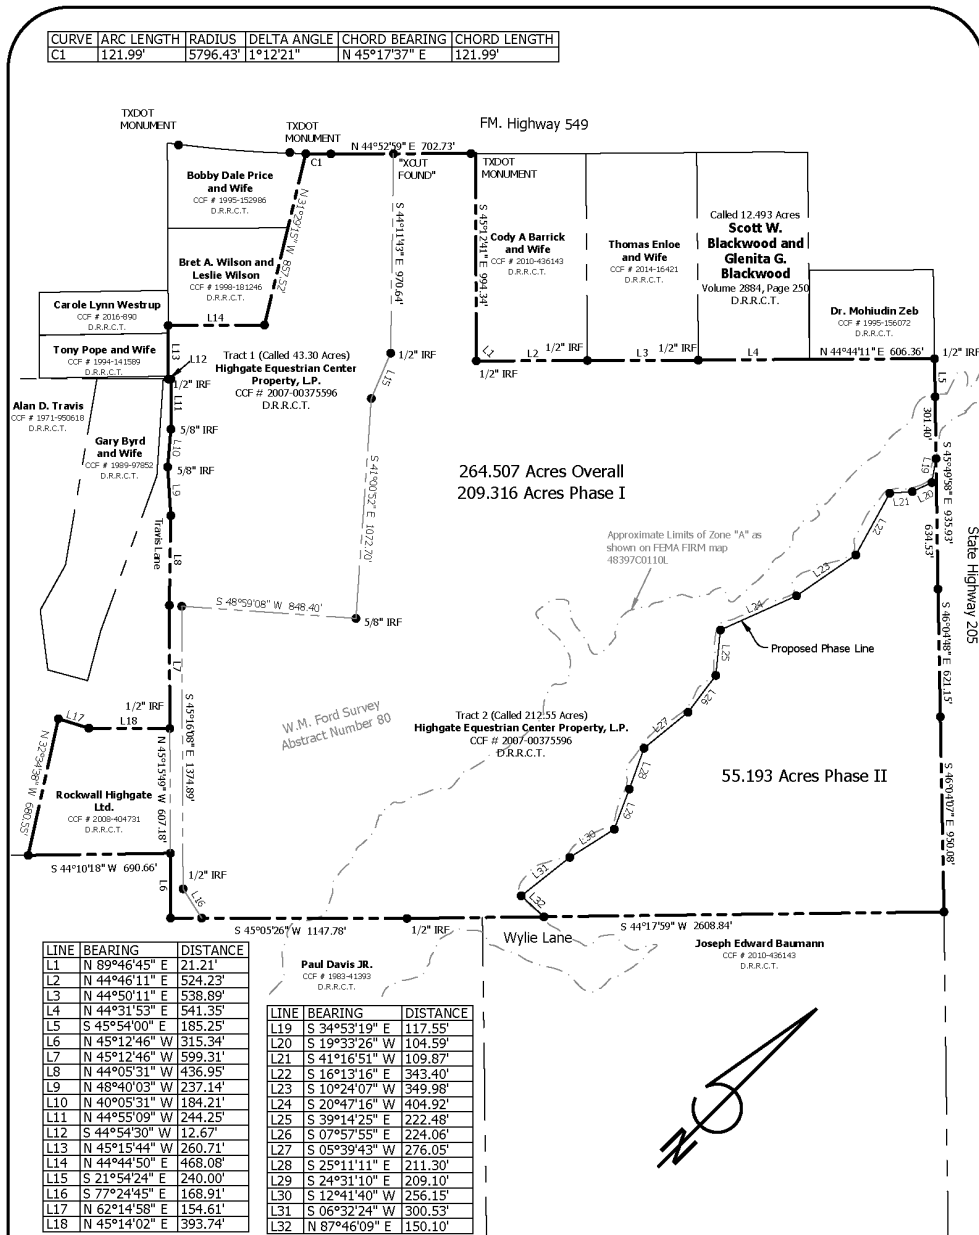 CURVE ARC LENGTH RADIUS DELTA ANGLE CHORD BEARING CHORD LENGTH
C1 121.99' 5796.43' 1°12'21" N 45°17'37" E 121.99'
TXDOT
MONUMENT
TXDOT
MONUMENT
FM. Highway 549
N 44°52'59" E 702.73'
C1
"XCUT
FOUND"
TXDOT
MONUMENT
Bobby Dale Price
and Wife
CCF # 1995-152986
D.R.R.C.T.
N 31°29'15" W 857.52'
S 44°11'43" E 970.64'
S 45°12'41" E 994.34'
Bret A. Wilson and
Leslie Wilson
CCF # 1998-181246
D.R.R.C.T.
Cody A Barrick
and Wife
CCF # 2010-436143
D.R.R.C.T.
Thomas Enloe
and Wife
CCF # 2014-16421
D.R.R.C.T.
Called 12.493 Acres
Scott W.
Blackwood and
Glenita G.
Blackwood
Volume 2884, Page 250
D.R.R.C.T.
Dr. Mohiudin Zeb
CCF # 1995-156072
D.R.R.C.T.
Carole Lynn Westrup
CCF # 2016-890
D.R.R.C.T.
L14
Tony Pope and Wife
CCF # 1994-141589
D.R.R.C.T.
L13
L12
1/2" IRF
Tract 1 (Called 43.30 Acres)
Highgate Equestrian Center
Property, L.P.
CCF # 2007-00375596
D.R.R.C.T.
1/2" IRF
L15
L1
L2
1/2" IRF
L3
1/2" IRF
L4
N 44°44'11" E 606.36'
1/2" IRF
1/2" IRF
L5
Alan D. Travis
CCF # 1971-950618
D.R.R.C.T.
L11
5/8" IRF
Gary Byrd
and Wife
CCF # 1989-97852
D.R.R.C.T.
L10
5/8" IRF
L9
Travis Lane
L8
S 41°00'52" E 1072.70'
264.507 Acres Overall
209.316 Acres Phase I
301.40'
S 45°49'58" E 935.93'
634.53'
L19
L20
L21
L22
L23
L24
Approximate Limits of Zone "A" as
shown on FEMA FIRM map
48397C0110L
State Highway 205
S 48°59'08" W 848.40'
5/8" IRF
Proposed Phase Line
S 46°04'48" E 621.15'
L25
L26
L7
1/2" IRF
L17
L18
S 45°16'08" E 1374.89'
W.M. Ford Survey
Abstract Number 80
Tract 2 (Called 212.55 Acres)
Highgate Equestrian Center Property, L.P.
CCF # 2007-00375596
D.R.R.C.T.
L27
L28
L29
L30
L31
L32
55.193 Acres Phase II
S 46°04'07" E 950.08'
N 32°34'38" W 680.55'
N 45°15'49" W 607.18'
Rockwall Highgate
Ltd.
CCF # 2008-404731
D.R.R.C.T.
S 44°10'18" W 690.66'
L6
1/2" IRF
L16
S 45°05'26" W 1147.78'
1/2" IRF
Wylie Lane
S 44°17'59" W 2608.84'
Paul Davis JR.
CCF # 1983-41393
D.R.R.C.T.
Joseph Edward Baumann
CCF # 2010-436143
D.R.R.C.T.
LINE BEARING DISTANCE
L1 N 89°46'45" E 21.21'
L2 N 44°46'11" E 524.23'
L3 N 44°50'11" E 538.89'
L4 N 44°31'53" E 541.35'
L5 S 45°54'00" E 185.25'
L6 N 45°12'46" W 315.34'
L7 N 45°12'46" W 599.31'
L8 N 44°05'31" W 436.95'
L9 N 48°40'03" W 237.14'
L10 N 40°05'31" W 184.21'
L11 N 44°55'09" W 244.25'
L12 S 44°54'30" W 12.67'
L13 N 45°15'44" W 260.71'
L14 N 44°44'50" E 468.08'
L15 S 21°54'24" E 240.00'
L16 S 77°24'45" E 168.91'
L17 N 62°14'58" E 154.61'
L18 N 45°14'02" E 393.74'
LINE BEARING DISTANCE
L19 S 34°53'19" E 117.55'
L20 S 19°33'26" W 104.59'
L21 S 41°16'51" W 109.87'
L22 S 16°13'16" E 343.40'
L23 S 10°24'07" W 349.98'
L24 S 20°47'16" W 404.92'
L25 S 39°14'25" E 222.48'
L26 S 07°57'55" E 224.06'
L27 S 05°39'43" W 276.05'
L28 S 25°11'11" E 211.30'
L29 S 24°31'10" E 209.10'
L30 S 12°41'40" W 256.15'
L31 S 06°32'24" W 300.53'
L32 N 87°46'09" E 150.10'
N